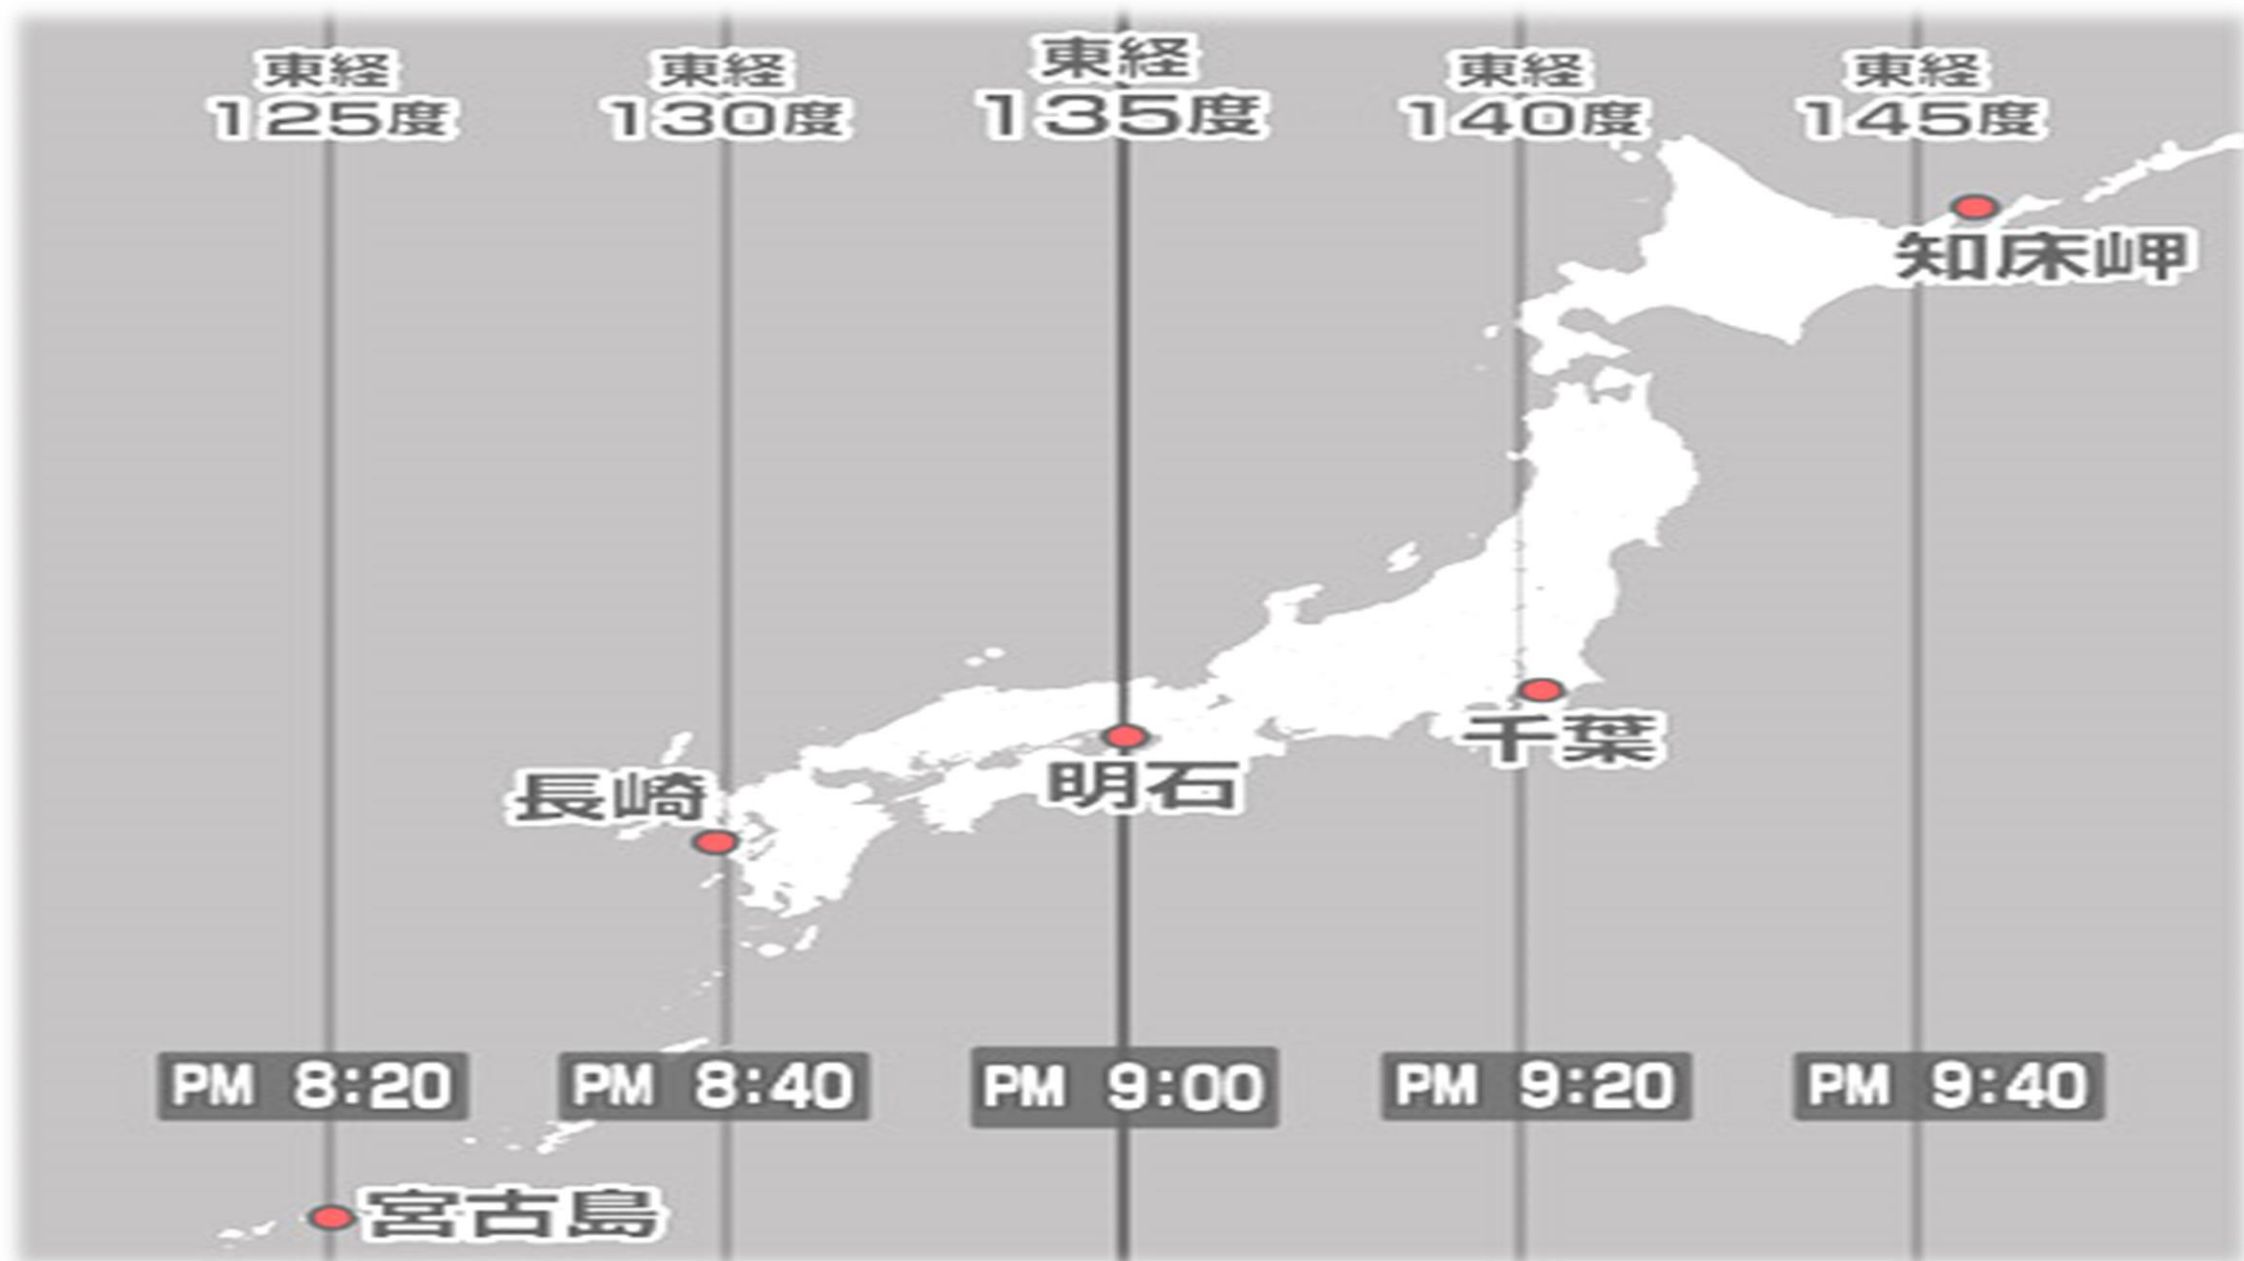 東経
125度
東経
130度
東経
135度
東経
140度
東経
145度
知床岬
千葉
明石
長崎
PM 8:20
PM 8:40
PM 9:00
PM 9:20
PM 9:40
宮古島